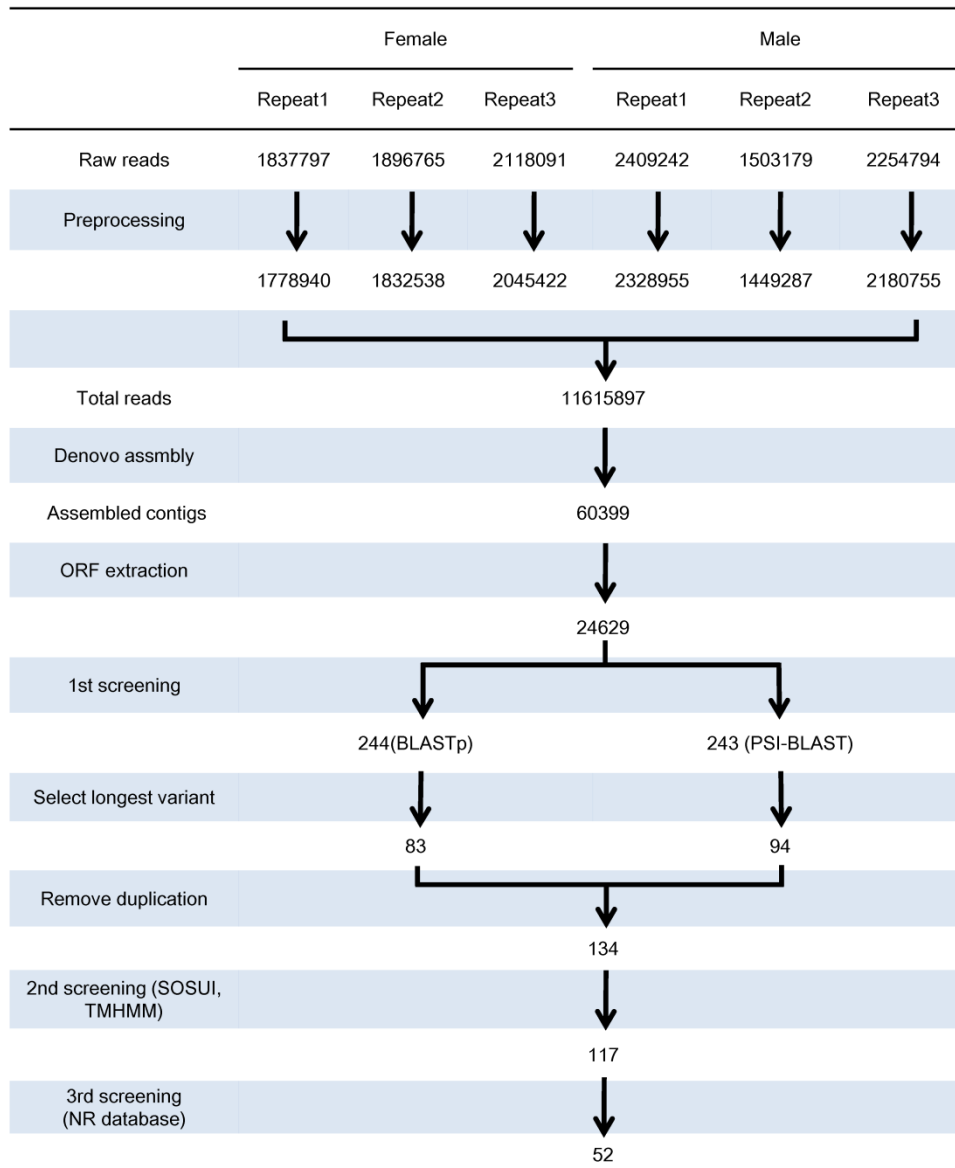 Female Male
Repeat1 Repeat2 Repeat3 Repeat1 Repeat2 Repeat3
Raw reads 1837797 1896765 2118091 2409242 1503179 2254794
Preprocessing
1778940 1832538 2045422 2328955 1449287 2180755
Total reads 11615897
Denovo assmbly
Assembled contigs 60399
ORF extraction
24629
1st screening
244(BLASTp) 243 (PSI-BLAST)
Select longest variant
83 94
Remove duplication
134
2nd screening (SOSUI,
TMHMM)
117
3rd screening
(NR database)
52